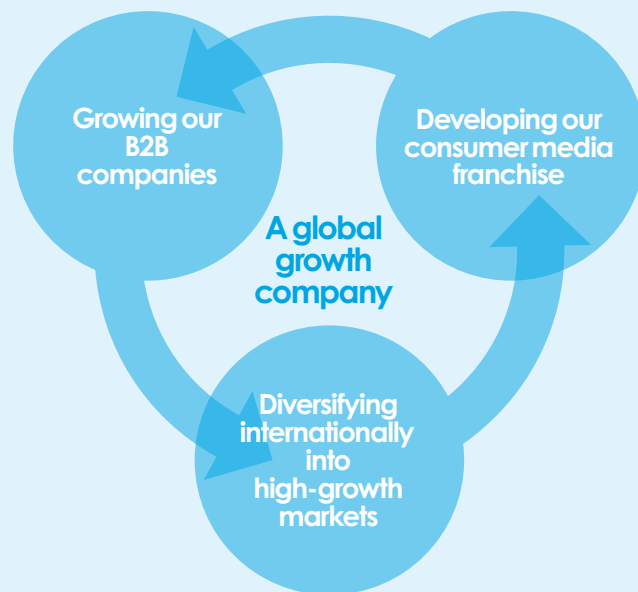 Growing our
B2B
companies
Developing our
consumer media
franchise
A global
growth
company
Diversifying
internationally
into
high-growth
markets